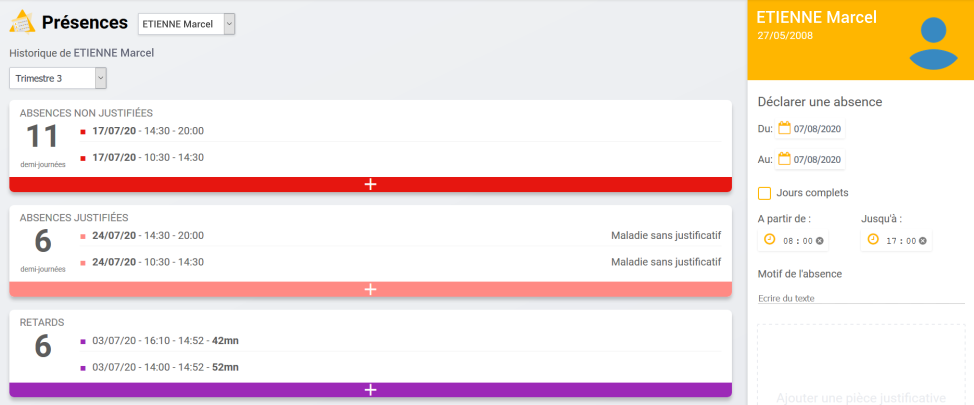 Présences
ETIENNE Marcel
Historique de ETIENNE Marcel
Trimestre 3
ABSENCES NON JUSTIFIÉES
11
demi-journées
17/07/20 - 14:30 - 20:00
17/07/20 - 10:30 - 14:30
+
ABSENCES JUSTIFIÉES
6
demi-journées
24/07/20 - 14:30 - 20:00 Maladie sans justificatif
24/07/20 - 10:30 - 14:30 Maladie sans justificatif
+
RETARDS
6
03/07/20 - 16:10 - 14:52 - 42mn
03/07/20 - 14:00 - 14:52 - 52mn
+
ETIENNE Marcel
27/05/2008
Déclarer une absence
Du: 07/08/2020
Au: 07/08/2020
Jours complets
A partir de : Jusqu'à :
08 : 00 17 : 00
Motif de l'absence
Ecrire du texte
Ajouter une pièce justificative